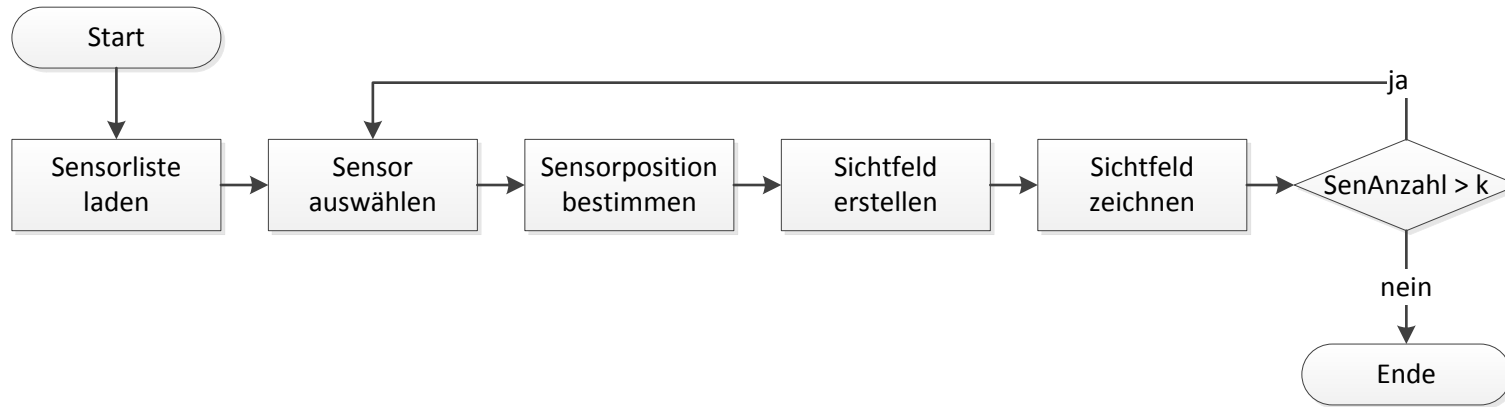 Start
ja
Sensorliste
laden
Sensor
auswählen
Sensorposition
bestimmen
Sichtfeld
erstellen
Sichtfeld
zeichnen
SenAnzahl > k
nein
Ende